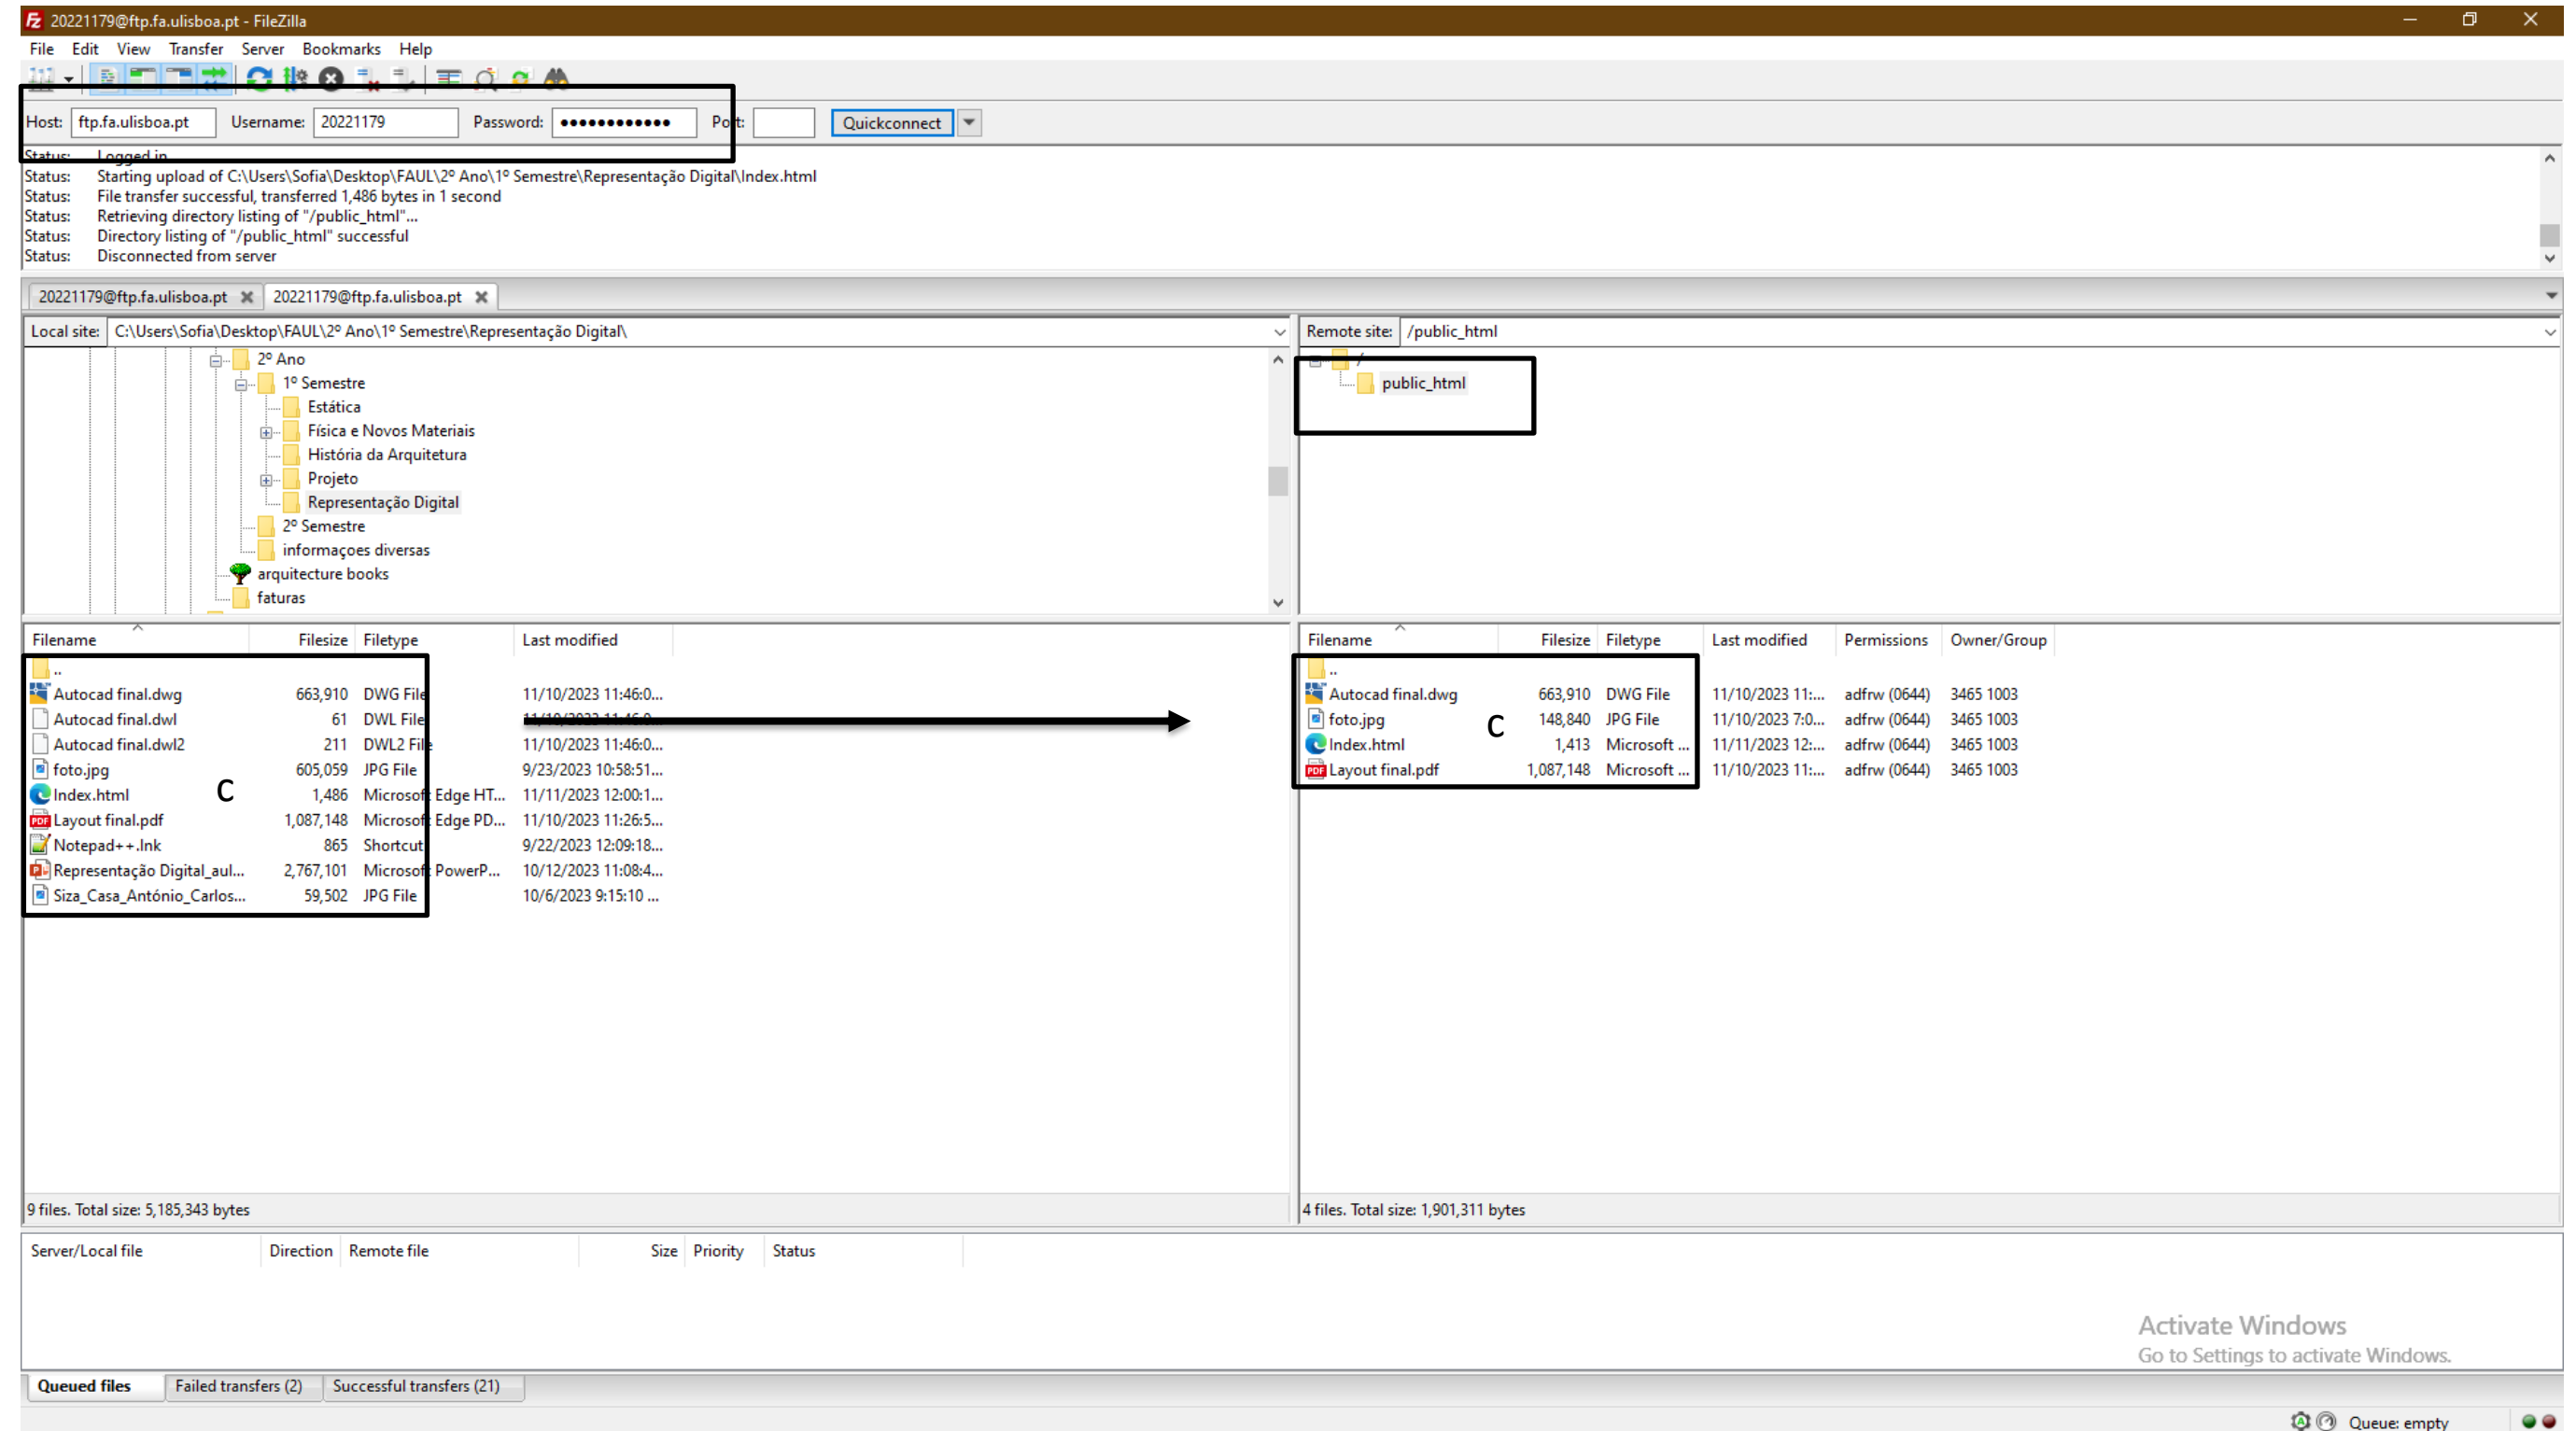 20221179@ftp.fa.ulisboa.pt - FileZilla
File Edit View Transfer Server Bookmarks Help
Host: ftp.fa.ulisboa.pt Username: 20221179 Password: ●●●●●●●●●●●● Port: Quickconnect
Status: Logged in
Status: Starting upload of C:\Users\Sofia\Desktop\FAUL\2º Ano\1º Semestre\Representação Digital\Index.html
Status: File transfer successful, transferred 1,486 bytes in 1 second
Status: Retrieving directory listing of "/public_html"...
Status: Directory listing of "/public_html" successful
Status: Disconnected from server
20221179@ftp.fa.ulisboa.pt 20221179@ftp.fa.ulisboa.pt
Local site: C:\Users\Sofia\Desktop\FAUL\2º Ano\1º Semestre\Representação Digital\
2º Ano
1º Semestre
Estática
Física e Novos Materiais
História da Arquitetura
Projeto
Representação Digital
2º Semestre
informaçoes diversas
arquitecture books
faturas
Remote site: /public_html
/
public_html
Filename Filesize Filetype Last modified
..
Autocad final.dwg 663,910 DWG File 11/10/2023 11:46:0...
Autocad final.dwl 61 DWL File 11/10/2023 11:46:0...
Autocad final.dwl2 211 DWL2 File 11/10/2023 11:46:0...
foto.jpg 605,059 JPG File 9/23/2023 10:58:51...
Index.html 1,486 Microsoft Edge HT... 11/11/2023 12:00:1...
Layout final.pdf 1,087,148 Microsoft Edge PD... 11/10/2023 11:26:5...
Notepad++.lnk 865 Shortcut 9/22/2023 12:09:18...
Representação Digital_aul... 2,767,101 Microsoft PowerP... 10/12/2023 11:08:4...
Siza_Casa_António_Carlos... 59,502 JPG File 10/6/2023 9:15:10 ...
C
9 files. Total size: 5,185,343 bytes
Filename Filesize Filetype Last modified Permissions Owner/Group
..
Autocad final.dwg 663,910 DWG File 11/10/2023 11:... adfrw (0644) 3465 1003
foto.jpg 148,840 JPG File 11/10/2023 7:0... adfrw (0644) 3465 1003
Index.html 1,413 Microsoft ... 11/11/2023 12:... adfrw (0644) 3465 1003
Layout final.pdf 1,087,148 Microsoft ... 11/10/2023 11:... adfrw (0644) 3465 1003
C
4 files. Total size: 1,901,311 bytes
Server/Local file Direction Remote file Size Priority Status
Activate Windows
Go to Settings to activate Windows.
Queued files Failed transfers (2) Successful transfers (21)
Queue: empty